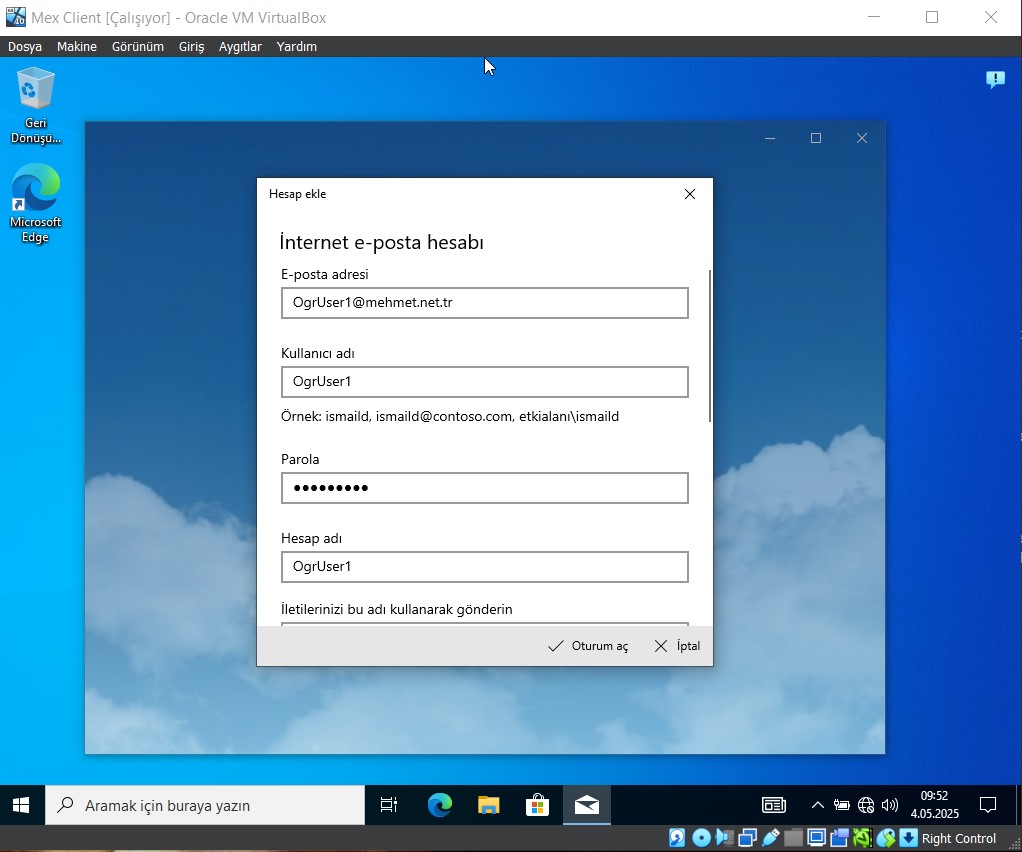 Mex Client [Çalışıyor] - Oracle VM VirtualBox
Dosya Makine Görünüm Giriş Aygıtlar Yardım
Geri
Dönüşü...
Microsoft
Edge
Hesap ekle
İnternet e-posta hesabı
E-posta adresi
OgrUser1@mehmet.net.tr
Kullanıcı adı
OgrUser1
Örnek: ismaild, ismaild@contoso.com, etkialanı\ismaild
Parola
●●●●●●●●●
Hesap adı
OgrUser1
İletilerinizi bu adı kullanarak gönderin
Oturum aç İptal
Aramak için buraya yazın
09:52
4.05.2025
Right Control